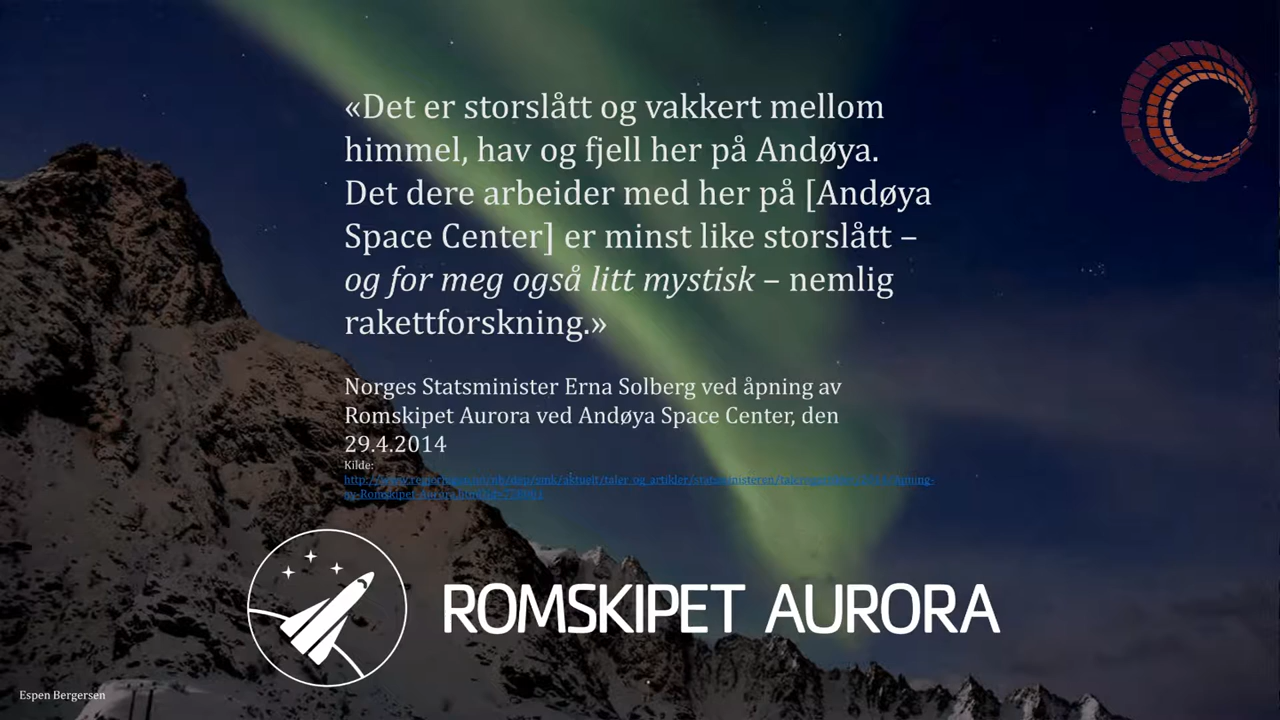 «Det er storslått og vakkert mellom
himmel, hav og fjell her på Andøya.
Det dere arbeider med her på [Andøya
Space Center] er minst like storslått –
og for meg også litt mystisk – nemlig
rakettforskning.»
Norges Statsminister Erna Solberg ved åpning av
Romskipet Aurora ved Andøya Space Center, den
29.4.2014
Kilde:
ROMSKIPET AURORA
Espen Bergersen